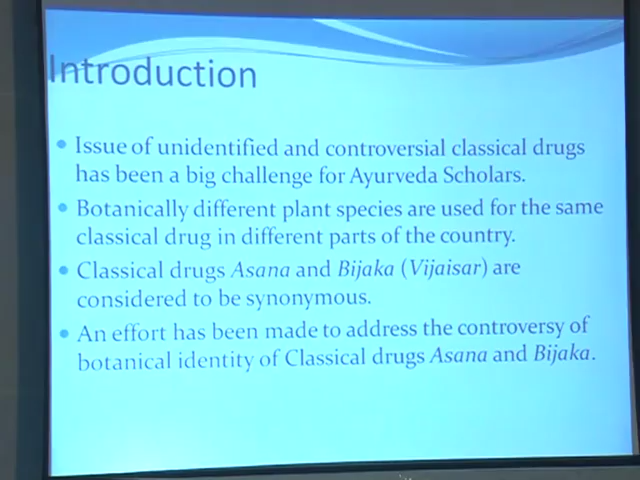 Introduction
• Issue of unidentified and controversial classical drugs
has been a big challenge for Ayurveda Scholars.
• Botanically different plant species are used for the same
classical drug in different parts of the country.
• Classical drugs Asana and Bijaka (Vijaisar) are
considered to be synonymous.
• An effort has been made to address the controversy of
botanical identity of Classical drugs Asana and Bijaka.